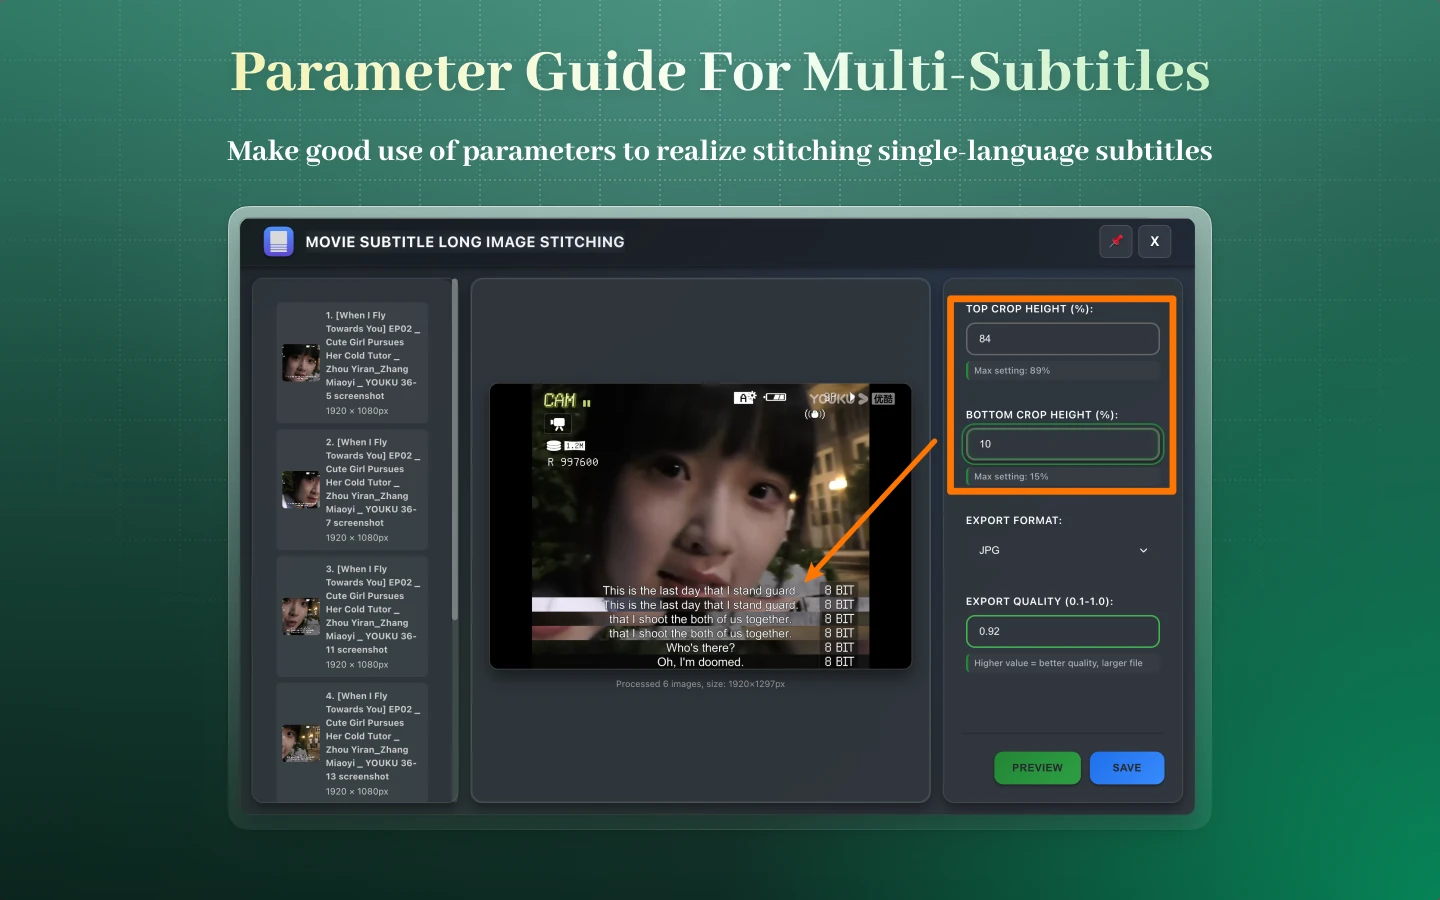 Parameter Guide For Multi-Subtitles
Make good use of parameters to realize stitching single-language subtitles
MOVIE SUBTITLE LONG IMAGE STITCHING
X
1. [When I Fly
Towards You] EP02 _
Cute Girl Pursues
Her Cold Tutor _
Zhou Yiran_Zhang
Miaoyi _ YOUKU 36-
5 screenshot
1920 × 1080px
2. [When I Fly
Towards You] EP02 _
Cute Girl Pursues
Her Cold Tutor _
Zhou Yiran_Zhang
Miaoyi _ YOUKU 36-
7 screenshot
1920 × 1080px
3. [When I Fly
Towards You] EP02 _
Cute Girl Pursues
Her Cold Tutor _
Zhou Yiran_Zhang
Miaoyi _ YOUKU 36-
11 screenshot
1920 × 1080px
4. [When I Fly
Towards You] EP02 _
Cute Girl Pursues
Her Cold Tutor _
Zhou Yiran_Zhang
Miaoyi _ YOUKU 36-
13 screenshot
1920 × 1080px
CAM
A
YOUKU 优酷
1.2M
R 997600
This is the last day that I stand guard 8 BIT
This is the last day that I stand guard. 8 BIT
that I shoot the both of us together. 8 BIT
that I shoot the both of us together. 8 BIT
Who's there? 8 BIT
Oh, I'm doomed. 8 BIT
Processed 6 images, size: 1920×1297px
TOP CROP HEIGHT (%):
84
Max setting: 89%
BOTTOM CROP HEIGHT (%):
10
Max setting: 15%
EXPORT FORMAT:
JPG
EXPORT QUALITY (0.1-1.0):
0.92
Higher value = better quality, larger file
PREVIEW
SAVE